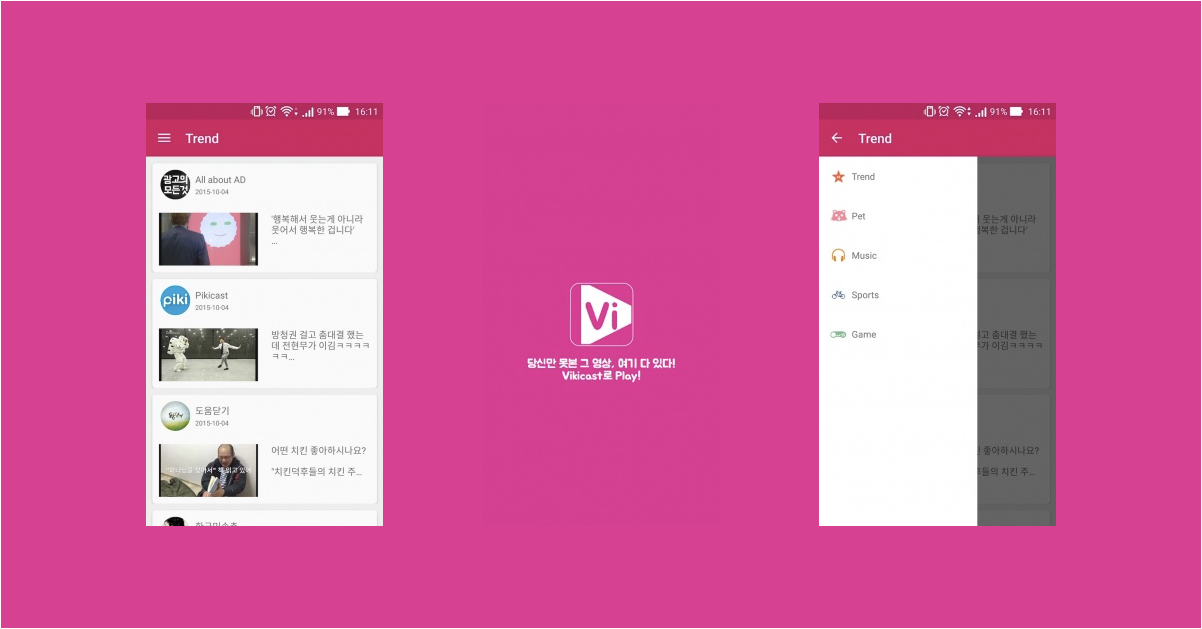 91% 16:11
Trend
광고의
모든것
All about AD
2015-10-04
'행복해서 웃는게 아니라
웃어서 행복한 겁니다'
...
piki
Pikicast
2015-10-04
방청권 걸고 춤대결 했는
데 전현무가 이김ㅋㅋㅋㅋ
ㅋㅋ...
도움닫기
2015-10-04
어떤 치킨 좋아하시나요?
"치킨덕후들의 치킨 주...
Vi
당신만 못본 그 영상, 여기 다 있다!
Vikicast로 Play!
91% 16:11
Trend
Trend
Pet
Music
Sports
Game
웃는게 아니라
복한 겁니다'
고 춤대결 했는
가 이김ㅋㅋㅋㅋ
좋아하시나요?
들의 치킨 주...